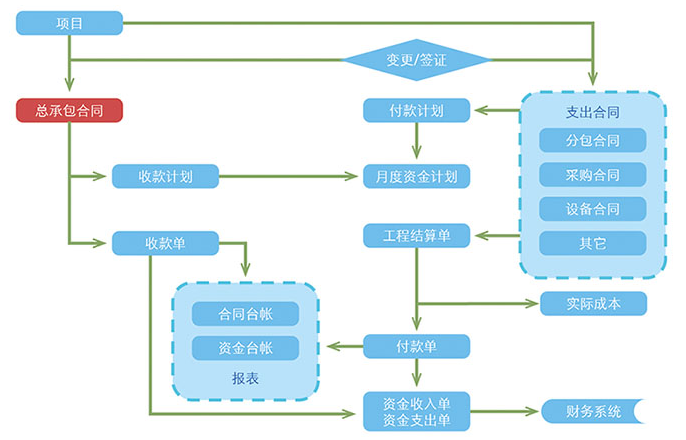 项目
变更/签证
总承包合同
付款计划
支出合同
分包合同
采购合同
设备合同
其它
收款计划
月度资金计划
收款单
工程结算单
合同台帐
资金台帐
报表
实际成本
付款单
资金收入单
资金支出单
财务系统